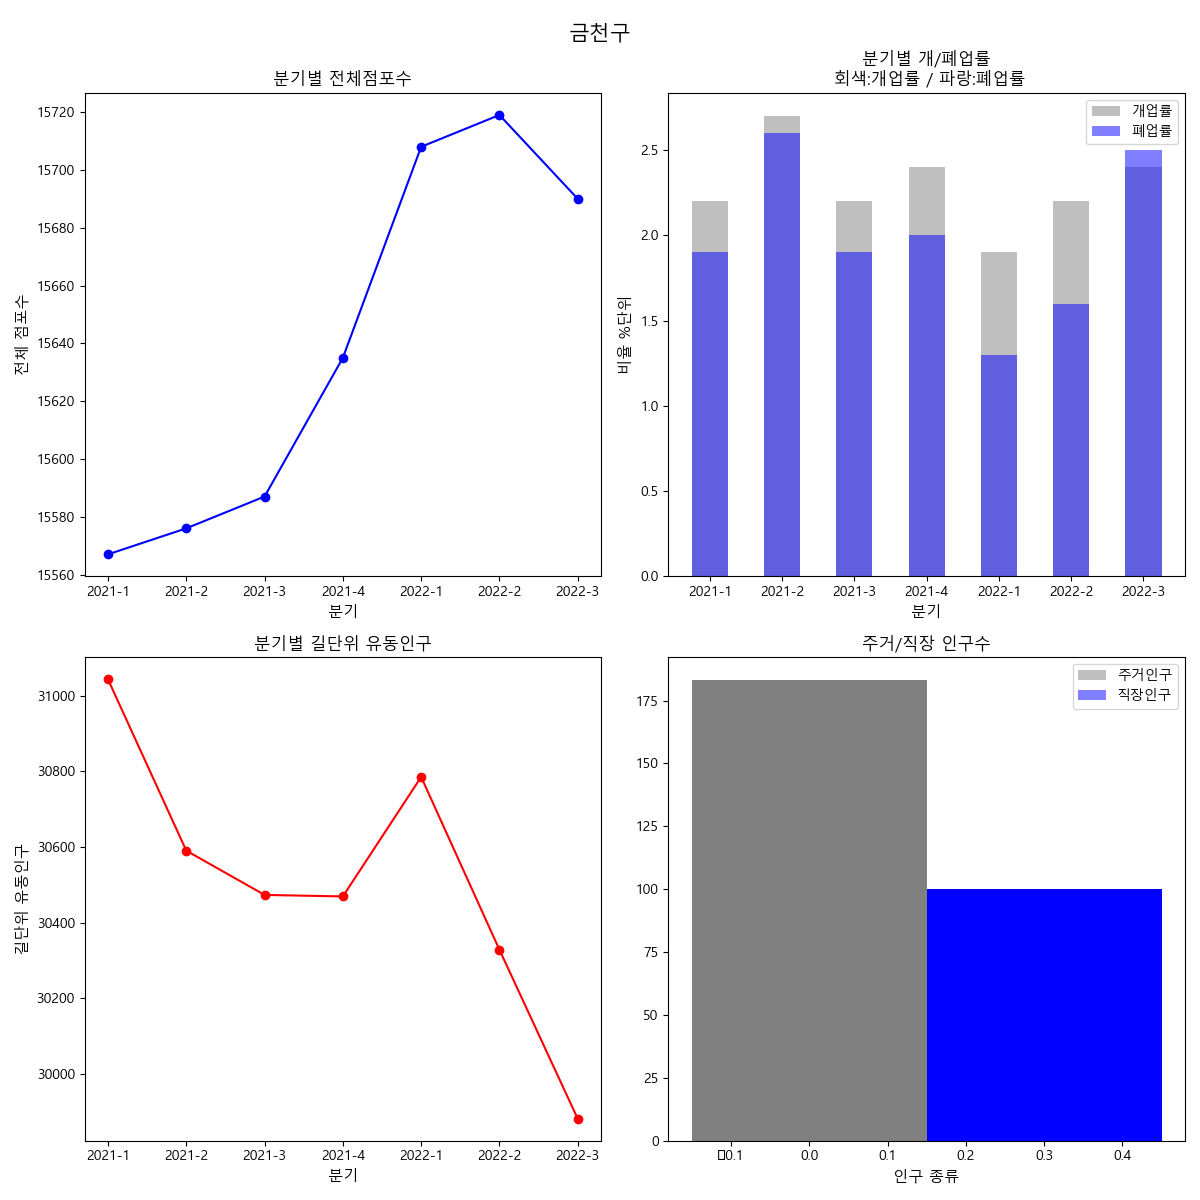 금천구
분기별 전체점포수
전체 점포수
15720
15700
15680
15660
15640
15620
15600
15580
15560
2021-1 2021-2 2021-3 2021-4 2022-1 2022-2 2022-3
분기
분기별 개/폐업률
회색:개업률 / 파랑:폐업률
개업률
폐업률
비율 %단위
2.5
2.0
1.5
1.0
0.5
0.0
2021-1 2021-2 2021-3 2021-4 2022-1 2022-2 2022-3
분기
분기별 길단위 유동인구
길단위 유동인구
31000
30800
30600
30400
30200
30000
2021-1 2021-2 2021-3 2021-4 2022-1 2022-2 2022-3
분기
주거/직장 인구수
주거인구
직장인구
175
150
125
100
75
50
25
0
▯0.1 0.0 0.1 0.2 0.3 0.4
인구 종류